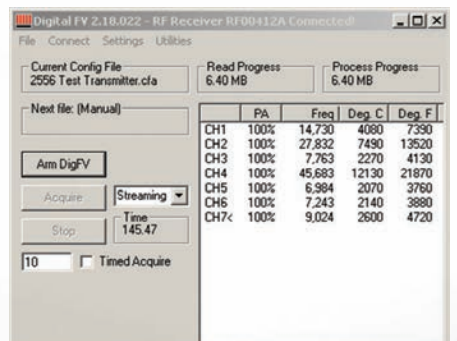 Digital FV 2.18.022 - RF Receiver RF00412A Connected!
File Connect Settings Utilities
Current Config File
2556 Test Transmitter.cfa
Read Progress
6.40 MB
Process Progress
6.40 MB
Next file: (Manual)
Arm DigFV
Acquire
Streaming
Stop
Time
145.47
10
Timed Acquire
PA Freq Deg. C Deg. F
CH1 100% 14,730 4080 7390
CH2 100% 27,832 7490 13520
CH3 100% 7,763 2270 4130
CH4 100% 45,683 12130 21870
CH5 100% 6,984 2070 3760
CH6 100% 7,243 2140 3880
CH7< 100% 9,024 2600 4720